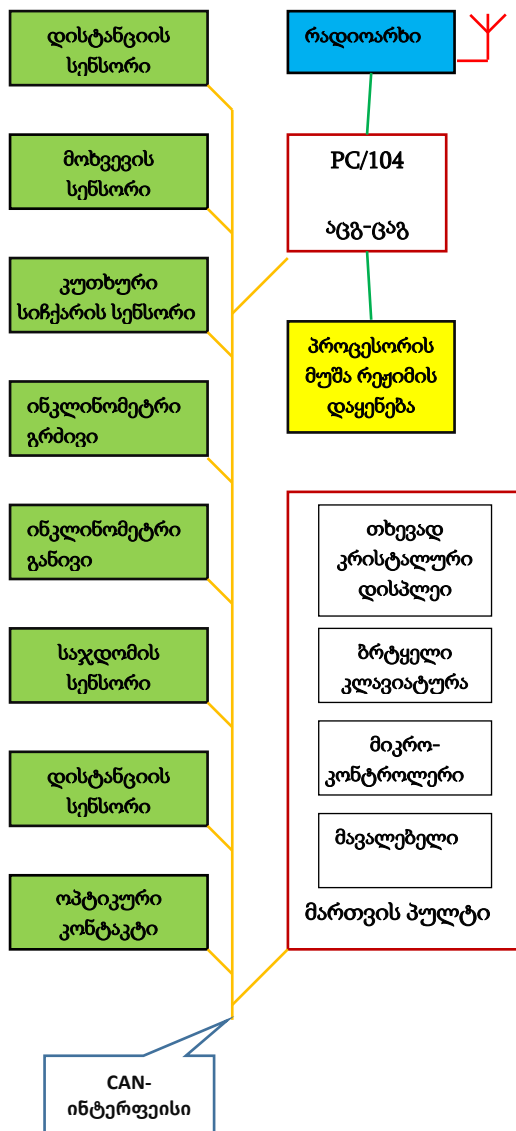 დისტანციის
სენსორი
მოხვევის
სენსორი
კუთხური
სიჩქარის სენსორი
ინკლინომეტრი
გრძივი
ინკლინომეტრი
განივი
საჯდომის
სენსორი
დისტანციის
სენსორი
ოპტიკური
კონტაკტი
CAN-
ინტერფეისი
რადიოარხი
PC/104
აცგ-ცაგ
პროცესორის
მუშა რეჟიმის
დაყენება
თხევად
კრისტალური
დისპლეი
ბრტყელი
კლავიატურა
მიკრო-
კონტროლერი
მავალებელი
მართვის პულტი